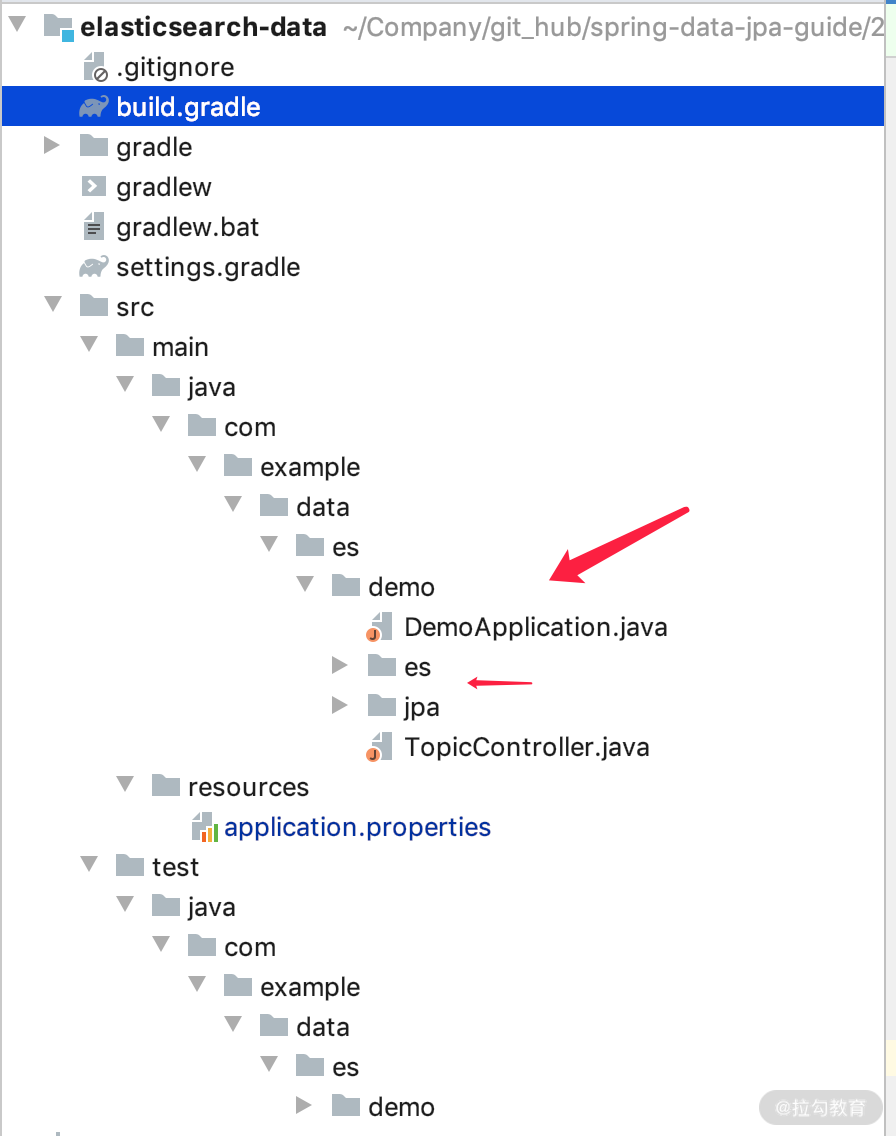 elasticsearch-data ~/Company/git_hub/spring-data-jpa-guide/2
.gitignore
build.gradle
gradle
gradlew
gradlew.bat
settings.gradle
src
main
java
com
example
data
es
demo
DemoApplication.java
es
jpa
TopicController.java
resources
application.properties
test
java
com
example
data
es
demo
@拉勾教育